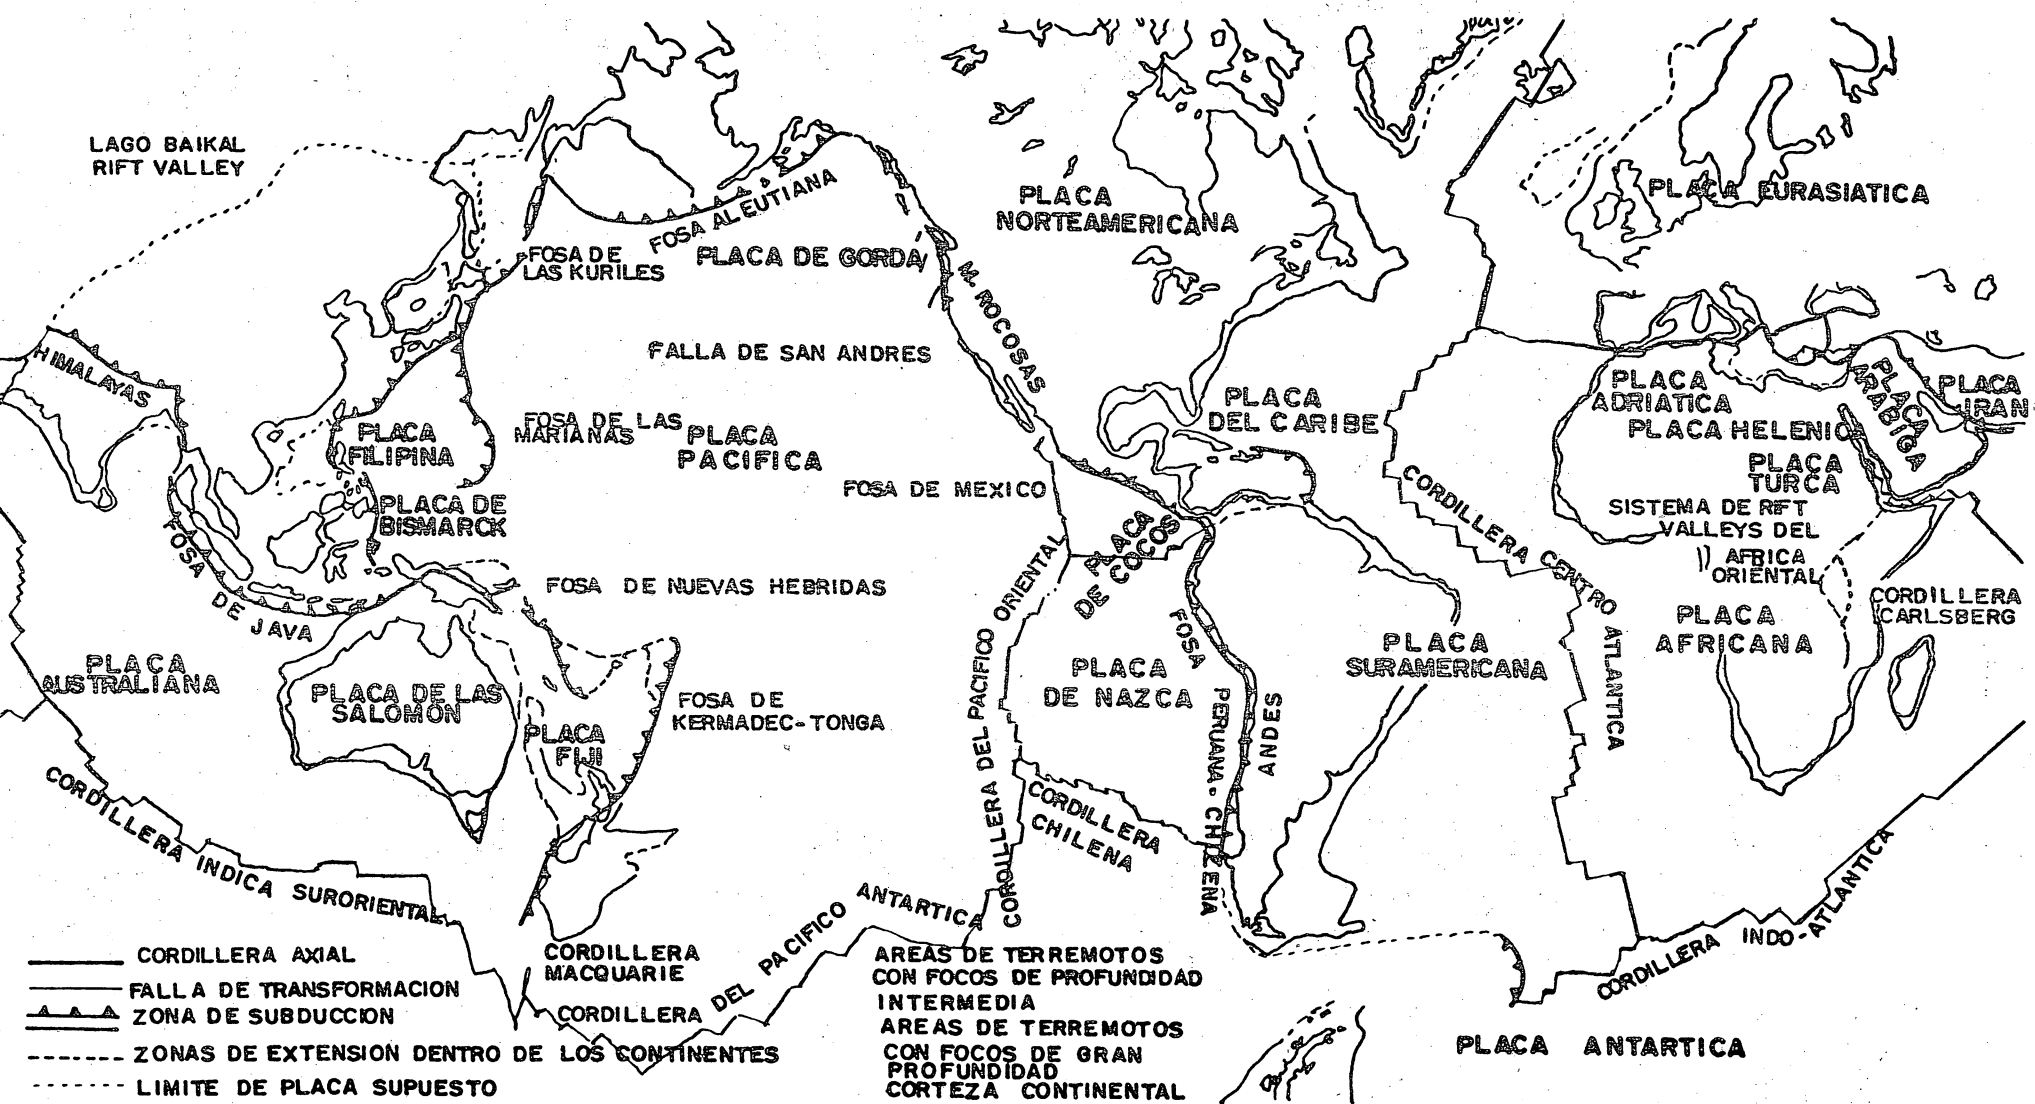 LAGO BAIKAL
RIFT VALLEY
HIMALAYAS
FOSA DE
LAS KURILES
FOSA ALEUTIANA
PLACA DE GORDA
M. ROCOSAS
FALLA DE SAN ANDRES
PLACA
NORTEAMERICANA
PLACA EURASIATICA
FOSA DE LAS
MARIANAS
PLACA
PACIFICA
PLACA
FILIPINA
FOSA DE MEXICO
PLACA
DEL CARIBE
PLACA
ADRIATICA
PLACA HELENIC
PLACA
TURCA
PLACA
ARABIGA
PLACA
IRAN
SISTEMA DE RIFT
VALLEYS DEL
AFRICA
ORIENTAL
PLACA DE
BISMARCK
FOSA
DE JAVA
FOSA DE NUEVAS HEBRIDAS
PLACA
DE COCOS
CORDILLERA CENTRO ATLANTICA
CORDILLERA
CARLSBERG
PLACA
AFRICANA
PLACA
SURAMERICANA
PLACA
AUSTRALIANA
PLACA DE LAS
SALOMON
PLACA
FIJI
FOSA DE
KERMADEC-TONGA
CORDILLERA DEL PACIFICO ORIENTAL
PLACA
DE NAZCA
FOSA
PERUANA-CHILENA
ANDES
CORDILLERA
CHILENA
CORDILLERA INDICA SURORIENTAL
CORDILLERA
MACQUARIE
CORDILLERA DEL PACIFICO ANTARTICA
CORDILLERA INDO-ATLANTICA
PLACA ANTARTICA
CORDILLERA AXIAL
FALLA DE TRANSFORMACION
ZONA DE SUBDUCCION
ZONAS DE EXTENSION DENTRO DE LOS CONTINENTES
LIMITE DE PLACA SUPUESTO
AREAS DE TERREMOTOS
CON FOCOS DE PROFUNDIDAD
INTERMEDIA
AREAS DE TERREMOTOS
CON FOCOS DE GRAN
PROFUNDIDAD
CORTEZA CONTINENTAL